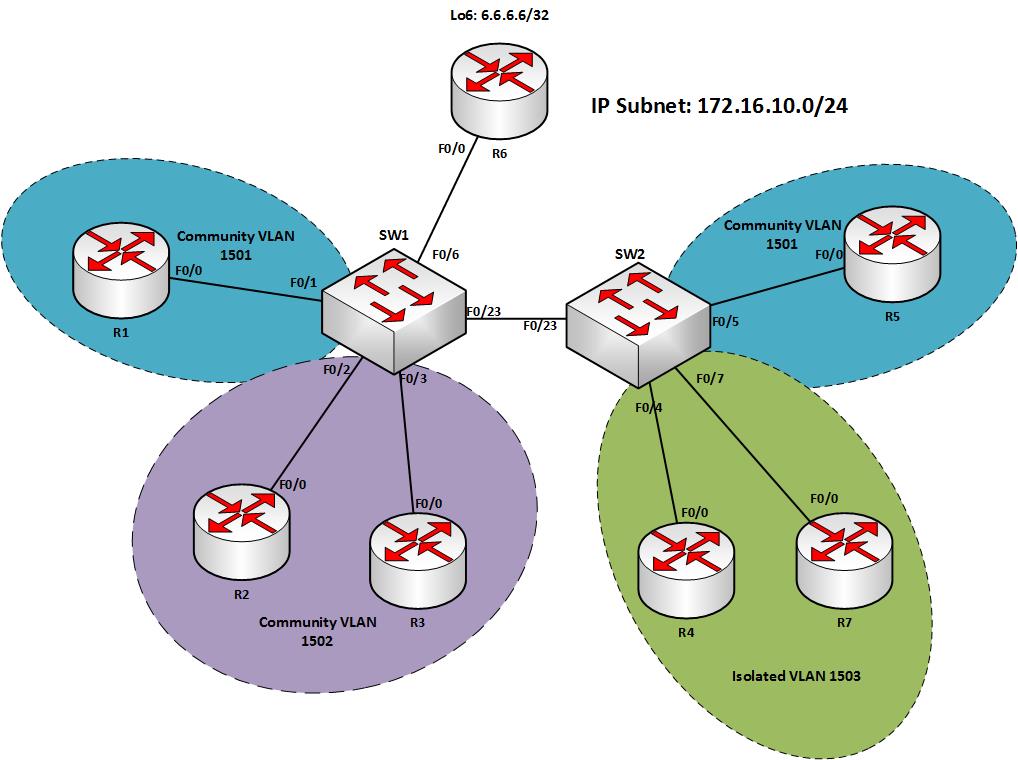 Lo6: 6.6.6.6/32
IP Subnet: 172.16.10.0/24
F0/0
R6
Community VLAN
1501
F0/0
R1
F0/1
SW1
F0/6
F0/23
F0/2
F0/3
SW2
F0/23
F0/5
F0/7
F0/4
Community VLAN
1501
F0/0
R5
F0/0
R2
F0/0
R3
Community VLAN
1502
F0/0
R4
F0/0
R7
Isolated VLAN 1503